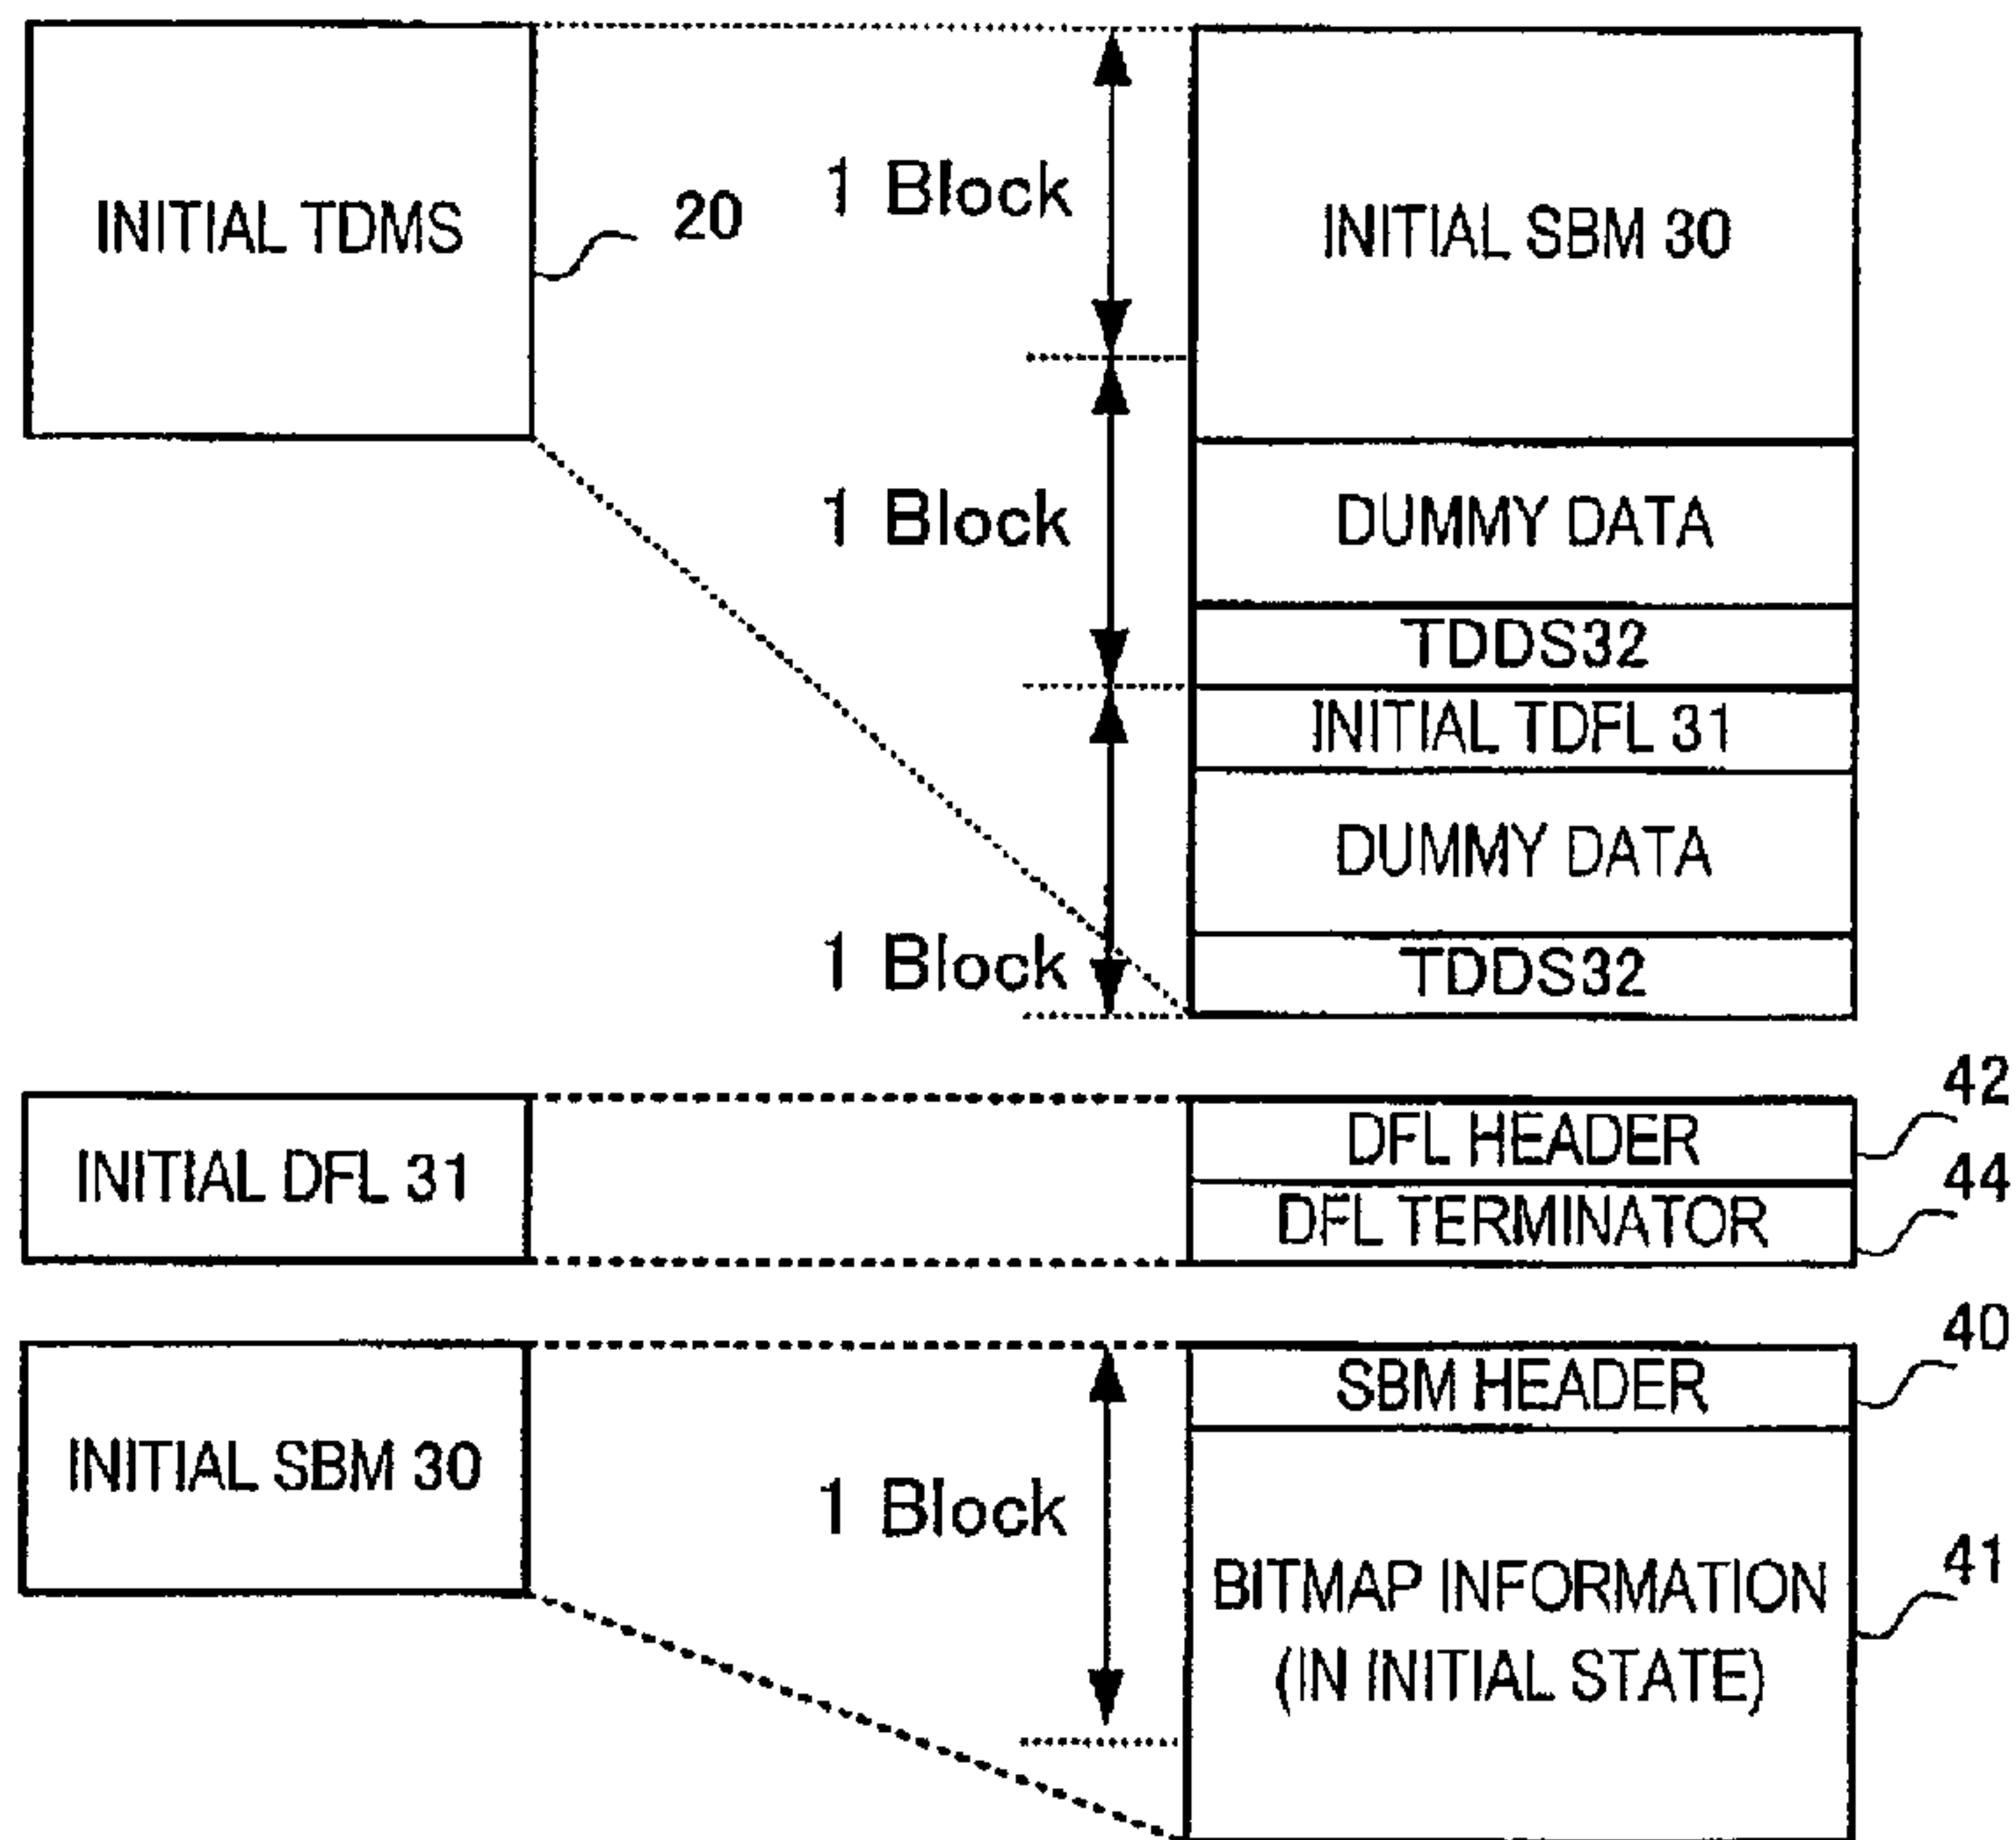 INITIAL TDMS
20
1 Block
INITIAL SBM 30
1 Block
DUMMY DATA
TDDS32
INITIAL TDFL 31
DUMMY DATA
1 Block
TDDS32
INITIAL DFL 31
DFL HEADER
42
DFL TERMINATOR
44
INITIAL SBM 30
1 Block
SBM HEADER
40
BITMAP INFORMATION
(IN INITIAL STATE)
41